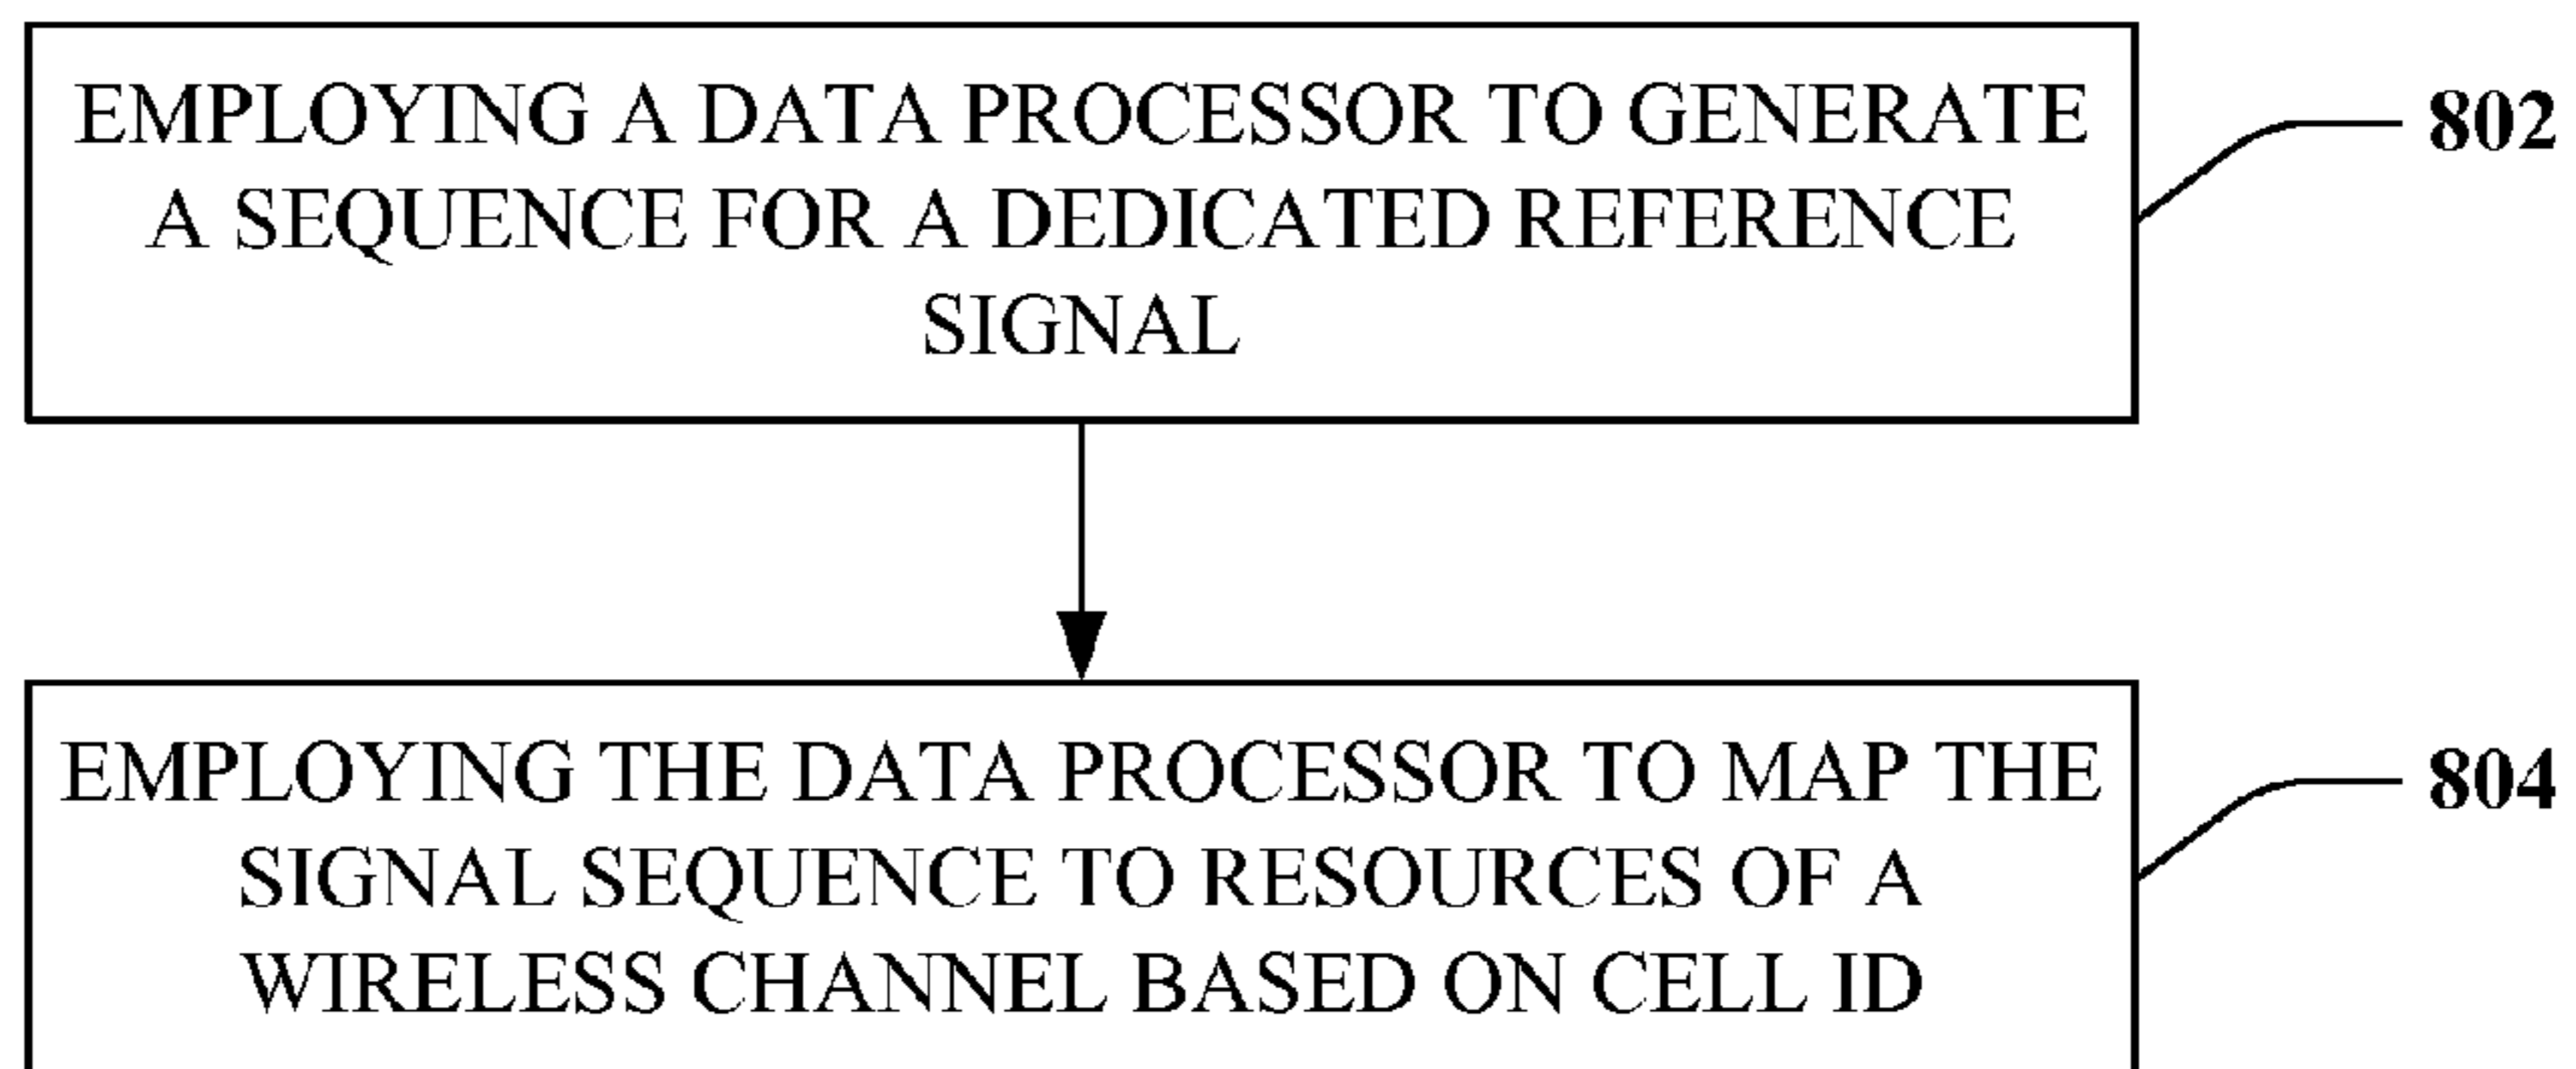 EMPLOYING A DATA PROCESSOR TO GENERATE
A SEQUENCE FOR A DEDICATED REFERENCE
SIGNAL
802
EMPLOYING THE DATA PROCESSOR TO MAP THE
SIGNAL SEQUENCE TO RESOURCES OF A
WIRELESS CHANNEL BASED ON CELL ID
804